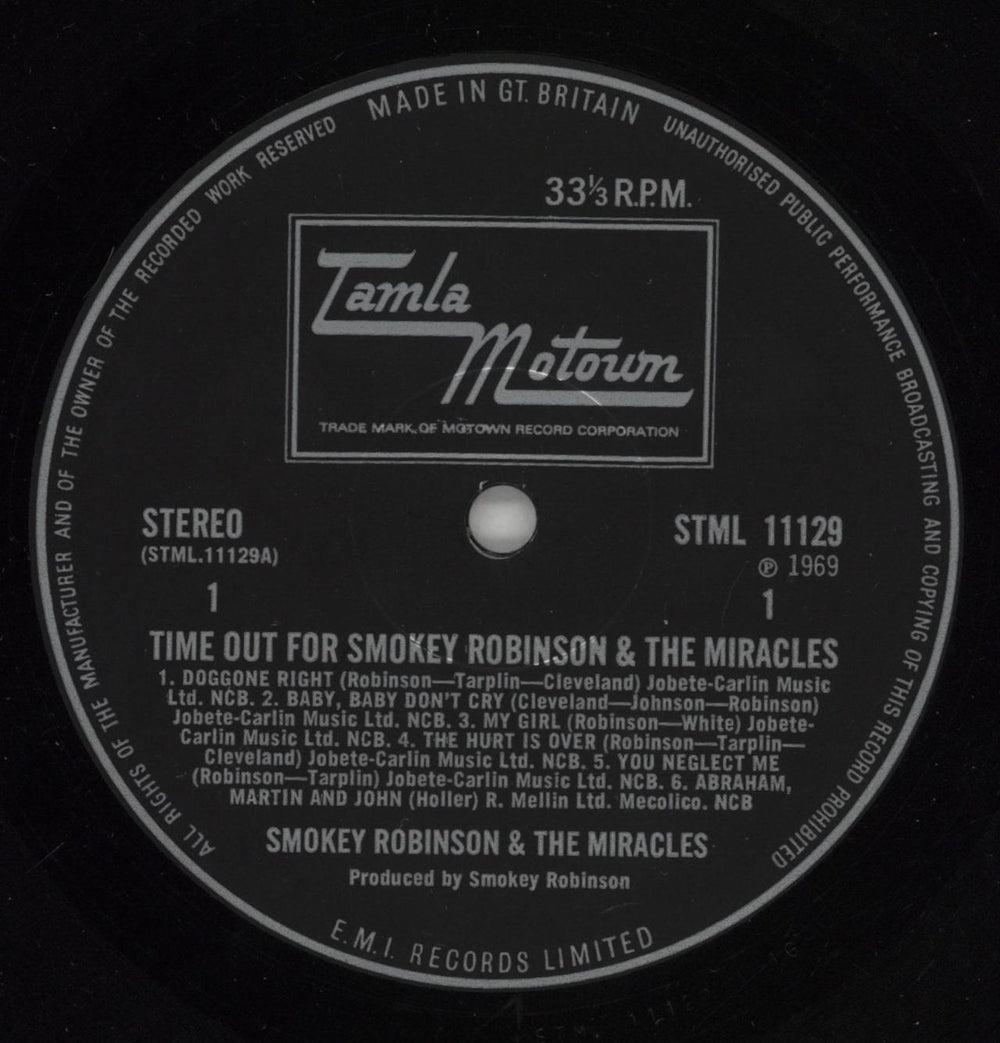 MADE IN GT. BRITAIN
UNAUTHORISED PUBLIC PERFORMANCE BROADCASTING AND COPYING OF THIS RECORD PROHIBITED
ALL RIGHTS OF THE MANUFACTURER AND OF THE OWNER OF THE RECORDED WORK RESERVED
33⅓ R.P.M.
Tamla
Motown
TRADE MARK OF MOTOWN RECORD CORPORATION
STEREO
(STML.11129A)
1
STML 11129
℗ 1969
1
TIME OUT FOR SMOKEY ROBINSON & THE MIRACLES
1. DOGGONE RIGHT (Robinson—Tarplin—Cleveland) Jobete-Carlin Music
Ltd. NCB. 2. BABY, BABY DON'T CRY (Cleveland—Johnson—Robinson)
Jobete-Carlin Music Ltd. NCB. 3. MY GIRL (Robinson—White) Jobete-
Carlin Music Ltd. NCB. 4. THE HURT IS OVER (Robinson—Tarplin—
Cleveland) Jobete-Carlin Music Ltd. NCB. 5. YOU NEGLECT ME
(Robinson—Tarplin) Jobete-Carlin Music Ltd. NCB. 6. ABRAHAM,
MARTIN AND JOHN (Holler) R. Mellin Ltd. Mecolico. NCB
SMOKEY ROBINSON & THE MIRACLES
Produced by Smokey Robinson
E.M.I. RECORDS LIMITED